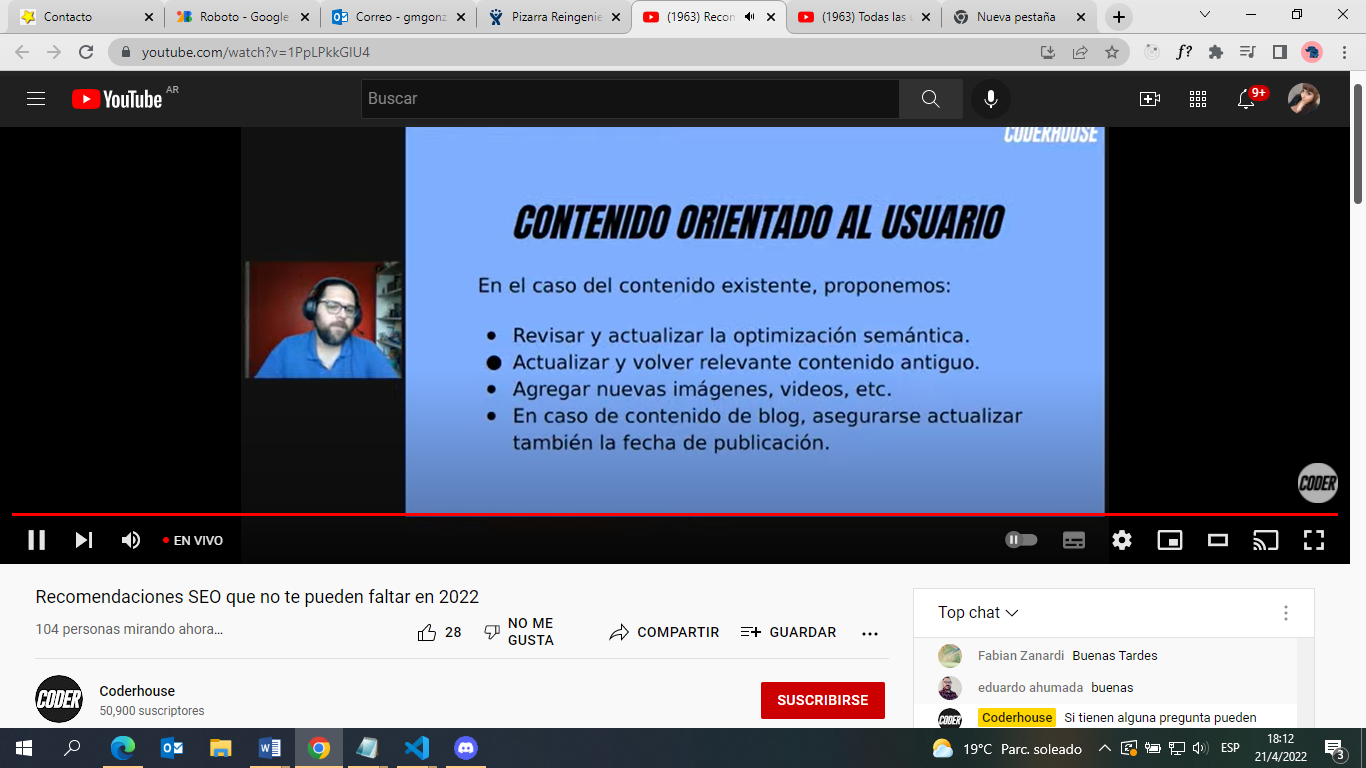 Contacto
Roboto - Google
Correo - gmgonz
Pizarra Reingenie
(1963) Recon
(1963) Todas las
Nueva pestaña
youtube.com/watch?v=1PpLPkkGlU4
f?
YouTube AR
Buscar
9+
CODERHOUSE
CONTENIDO ORIENTADO AL USUARIO
En el caso del contenido existente, proponemos:
• Revisar y actualizar la optimización semántica.
• Actualizar y volver relevante contenido antiguo.
• Agregar nuevas imágenes, videos, etc.
• En caso de contenido de blog, asegurarse actualizar
también la fecha de publicación.
CODER
EN VIVO
Recomendaciones SEO que no te pueden faltar en 2022
104 personas mirando ahora...
28
NO ME
GUSTA
COMPARTIR
GUARDAR
Top chat
Fabian Zanardi Buenas Tardes
eduardo ahumada buenas
CODER
Coderhouse
50,900 suscriptores
SUSCRIBIRSE
CODER
Coderhouse Si tienen alguna pregunta pueden
19°C Parc. soleado
ESP
18:12
21/4/2022
3